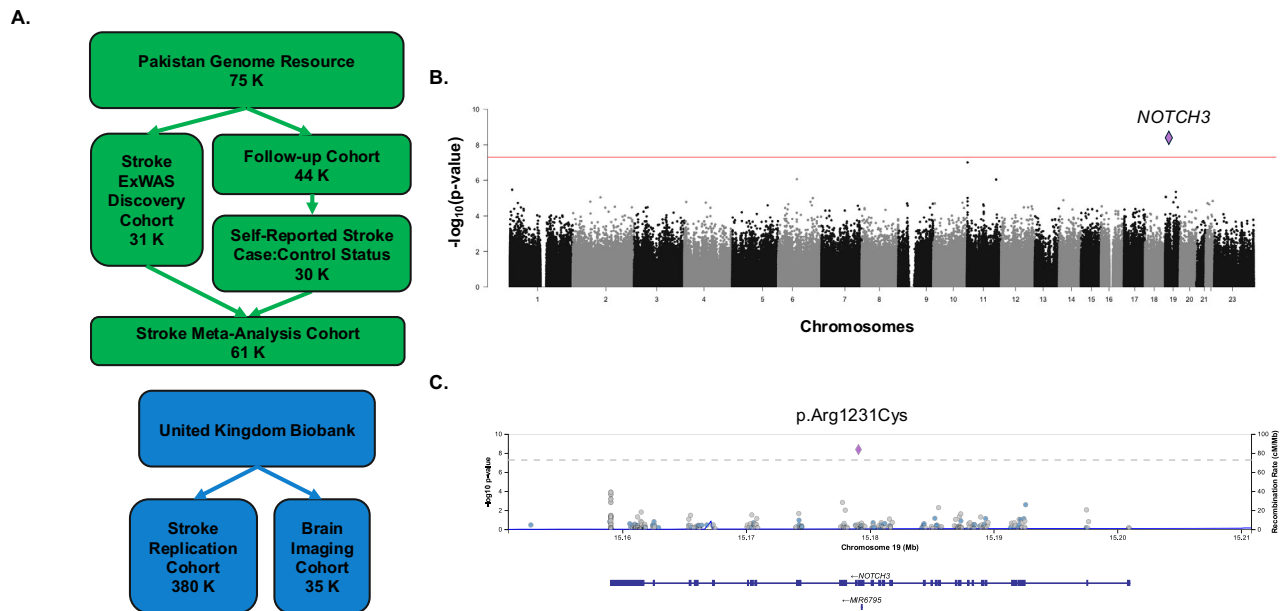 A.
Pakistan Genome Resource
75 K
Stroke
ExWAS
Discovery
Cohort
31 K
Follow-up Cohort
44 K
Self-Reported Stroke
Case:Control Status
30 K
Stroke Meta-Analysis Cohort
61 K
United Kingdom Biobank
Stroke
Replication
Cohort
380 K
Brain
Imaging
Cohort
35 K
B.
NOTCH3
-log10(p-value)
10
8
6
4
2
0
1 2 3 4 5 6 7 8 9 10 11 12 13 14 15 16 17 18 19 20 21 23
Chromosomes
C.
p.Arg1231Cys
−log10 p-value
10
8
6
4
2
0
100
80
60
40
20
0
Recombination Rate (cM/Mb)
15.16 15.17 15.18 15.19 15.20 15.21
Chromosome 19 (Mb)
←NOTCH3
←MIR6795